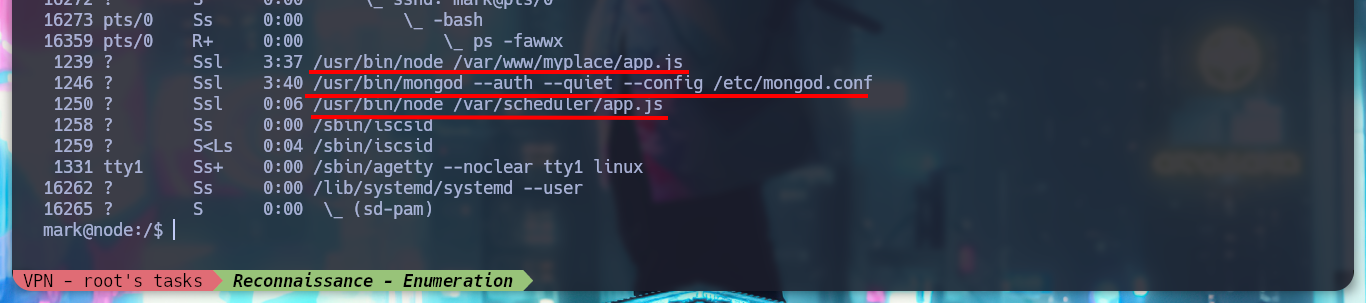 16272 ? S 0:00 \_ sshd: mark@pts/0
16273 pts/0 Ss 0:00 \_ -bash
16359 pts/0 R+ 0:00 \_ ps -fawwx
1239 ? Ssl 3:37 /usr/bin/node /var/www/myplace/app.js
1246 ? Ssl 3:40 /usr/bin/mongod --auth --quiet --config /etc/mongod.conf
1250 ? Ssl 0:06 /usr/bin/node /var/scheduler/app.js
1258 ? Ss 0:00 /sbin/iscsid
1259 ? S<Ls 0:04 /sbin/iscsid
1331 tty1 Ss+ 0:00 /sbin/agetty --noclear tty1 linux
16262 ? Ss 0:00 /lib/systemd/systemd --user
16265 ? S 0:00 \_ (sd-pam)
mark@node:/$
VPN - root's tasks Reconnaissance - Enumeration